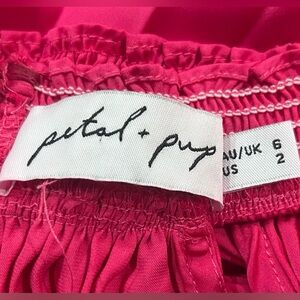 petal + pup
AU/UK 6
US 2